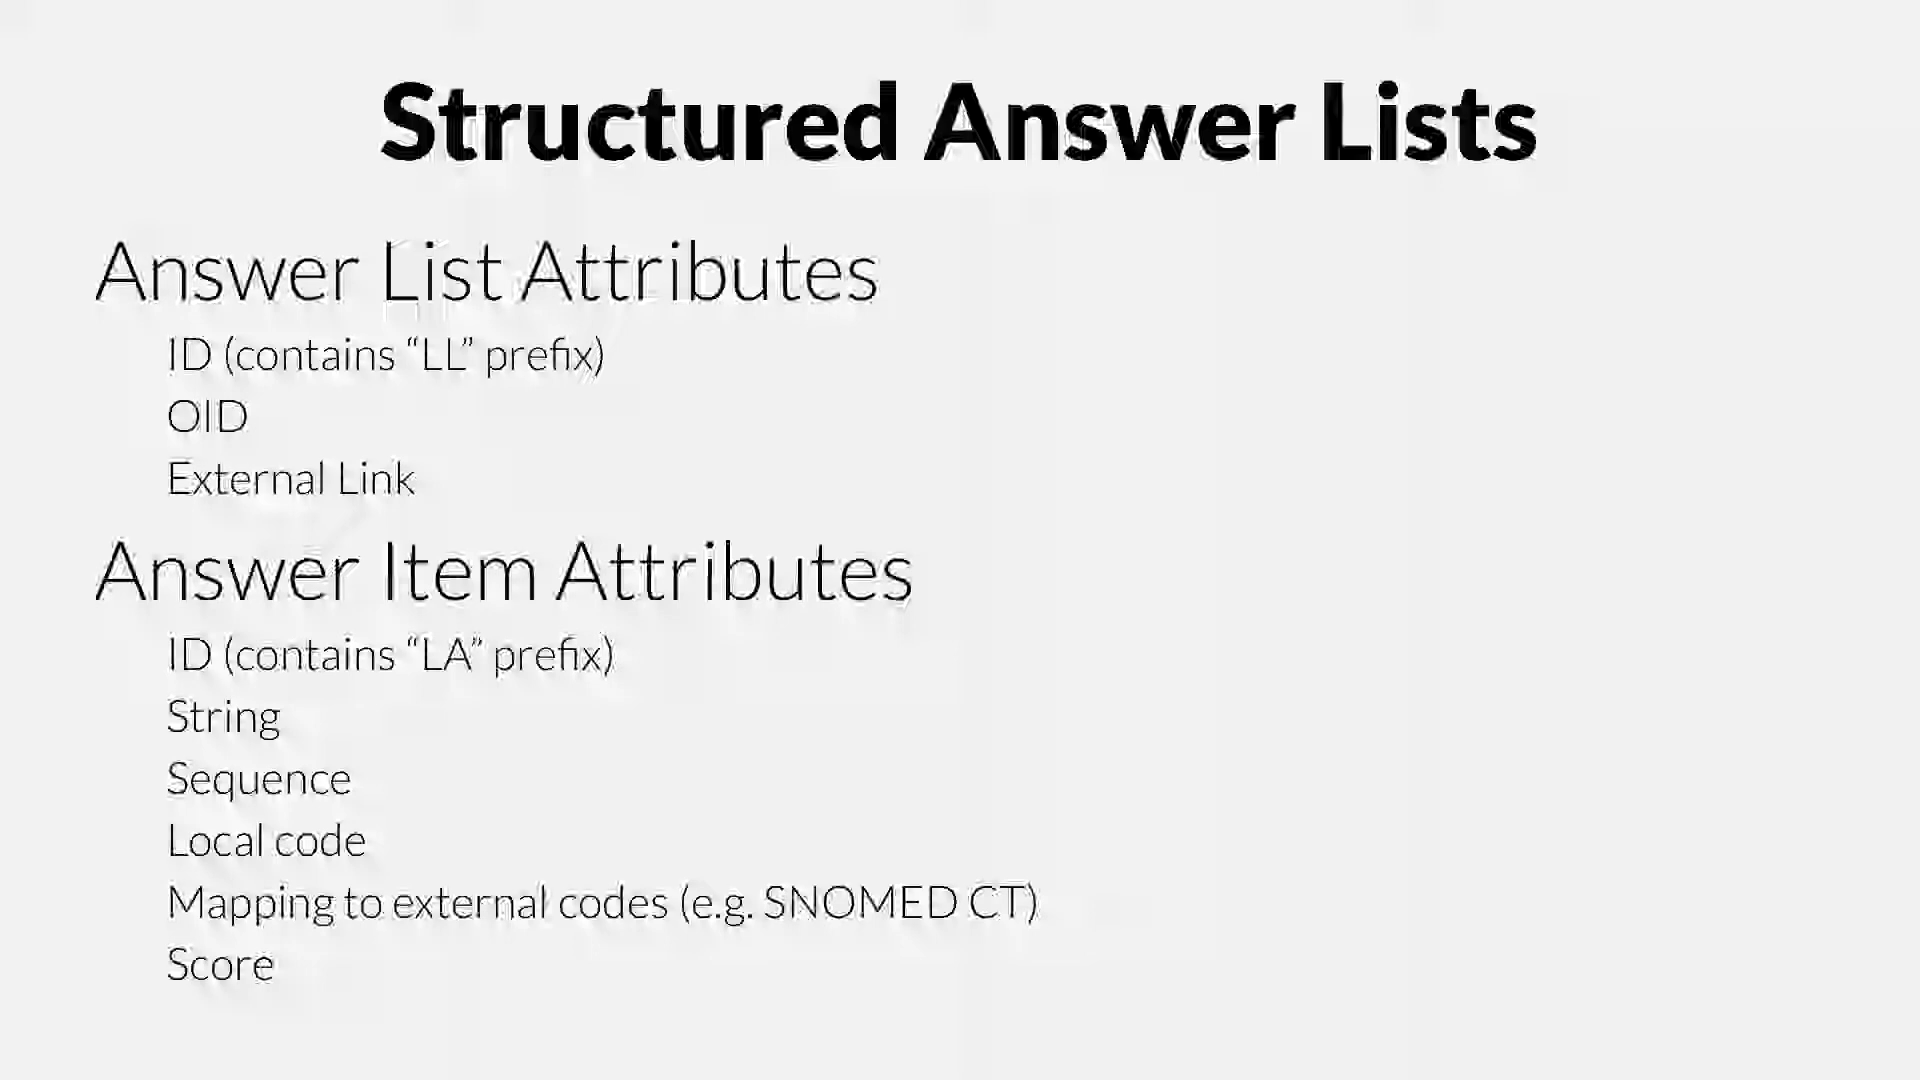 Structured Answer Lists
Answer List Attributes
ID (contains “LL” prefix)
OID
External Link
Answer Item Attributes
ID (contains “LA” prefix)
String
Sequence
Local code
Mapping to external codes (e.g. SNOMED CT)
Score